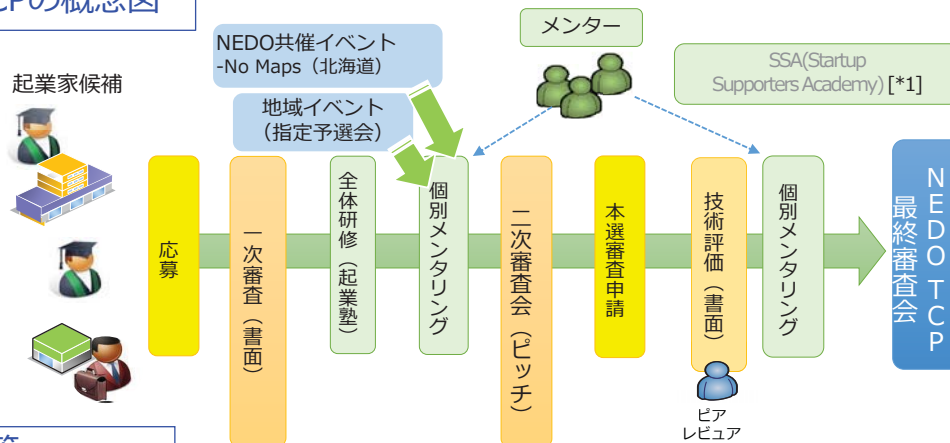 CPの概念図
NEDO共催イベント
-No Maps（北海道）
地域イベント
（指定予選会）
メンター
SSA(Startup
Supporters Academy) [*1]
起業家候補
応募
一次審査（書面）
全体研修（起業塾）
個別メンタリング
二次審査会（ピッチ）
本選審査申請
技術評価（書面）
個別メンタリング
NEDO TCP
最終審査会
ピア
レビュア